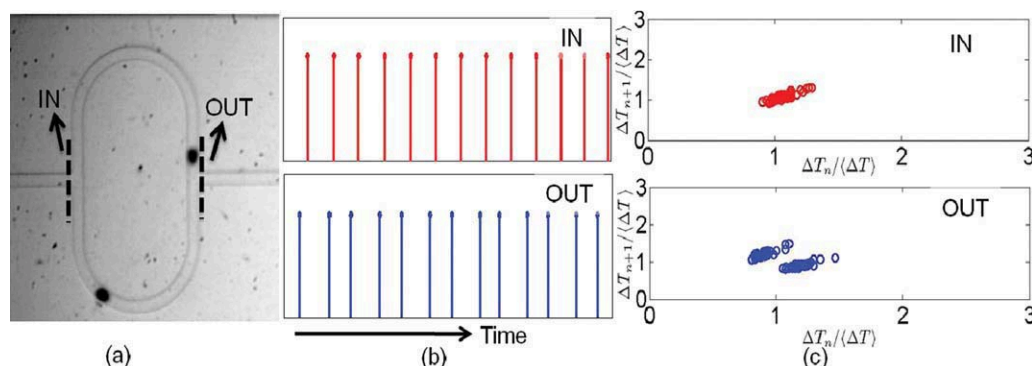 IN
OUT
(a)
IN
OUT
Time
(b)
3
2
1
0
0 1 2 3
ΔT_{n+1}/⟨ΔT⟩
ΔT_n/⟨ΔT⟩
IN
3
2
1
0
0 1 2 3
ΔT_{n+1}/⟨ΔT⟩
ΔT_n/⟨ΔT⟩
OUT
(c)